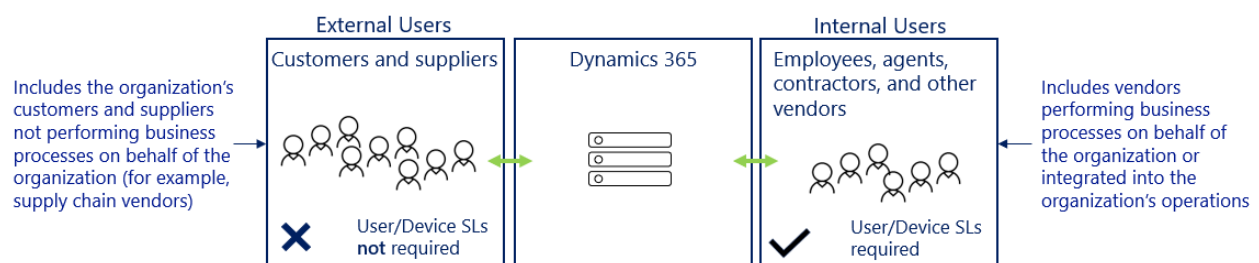 External Users
Internal Users
Includes the organization's
customers and suppliers
not performing business
processes on behalf of the
organization (for example,
supply chain vendors)
Customers and suppliers
User/Device SLs
not required
Dynamics 365
Employees, agents,
contractors, and other
vendors
User/Device SLs
required
Includes vendors
performing business
processes on behalf of
the organization or
integrated into the
organization's operations